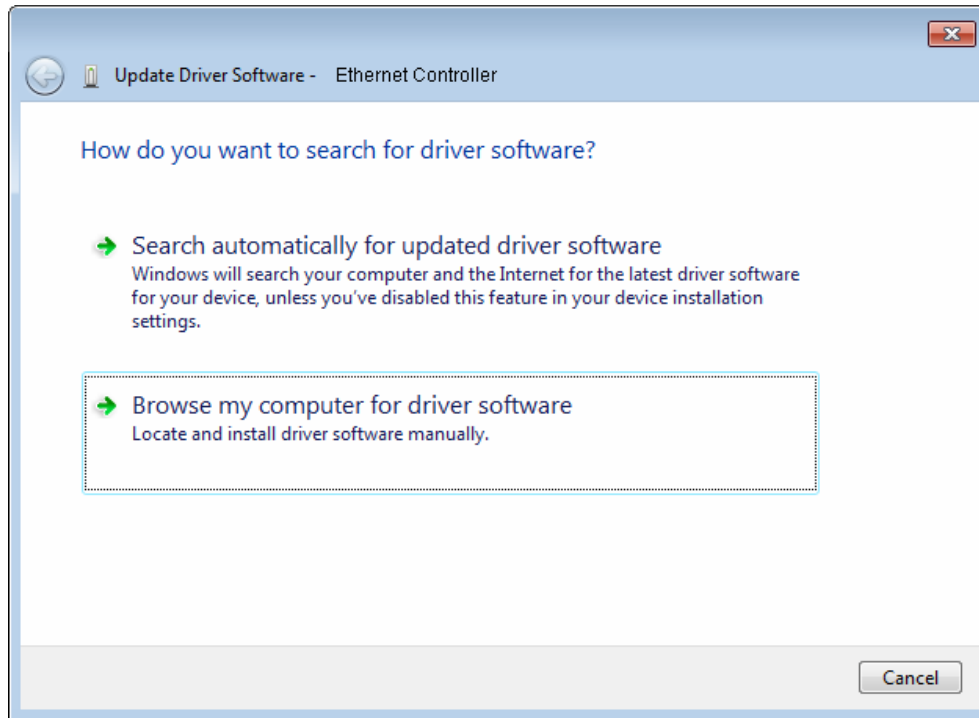 Update Driver Software - Ethernet Controller
How do you want to search for driver software?
Search automatically for updated driver software
Windows will search your computer and the Internet for the latest driver software
for your device, unless you've disabled this feature in your device installation
settings.
Browse my computer for driver software
Locate and install driver software manually.
Cancel